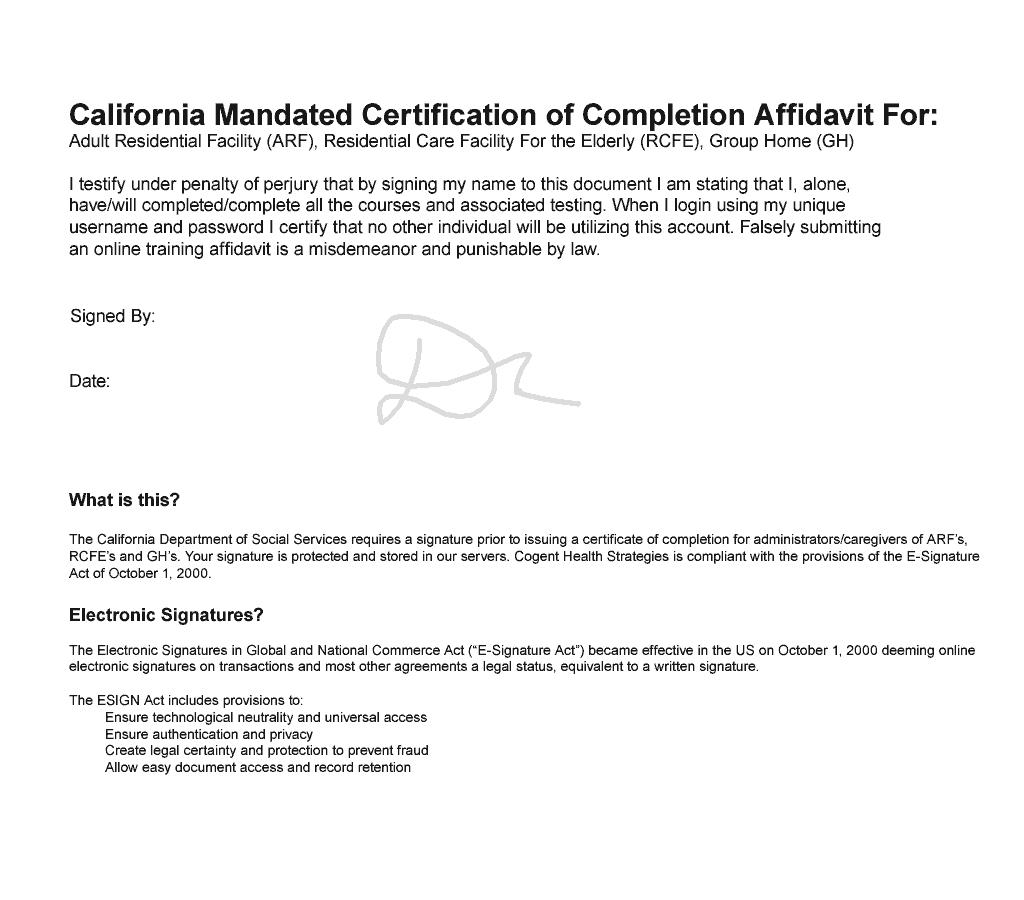 California Mandated Certification of Completion Affidavit For:
Adult Residential Facility (ARF), Residential Care Facility For the Elderly (RCFE), Group Home (GH)
I testify under penalty of perjury that by signing my name to this document I am stating that I, alone,
have/will completed/complete all the courses and associated testing. When I login using my unique
username and password I certify that no other individual will be utilizing this account. Falsely submitting
an online training affidavit is a misdemeanor and punishable by law.
Signed By:
Date:
What is this?
The California Department of Social Services requires a signature prior to issuing a certificate of completion for administrators/caregivers of ARF's,
RCFE's and GH's. Your signature is protected and stored in our servers. Cogent Health Strategies is compliant with the provisions of the E-Signature
Act of October 1, 2000.
Electronic Signatures?
The Electronic Signatures in Global and National Commerce Act (“E-Signature Act”) became effective in the US on October 1, 2000 deeming online
electronic signatures on transactions and most other agreements a legal status, equivalent to a written signature.
The ESIGN Act includes provisions to:
Ensure technological neutrality and universal access
Ensure authentication and privacy
Create legal certainty and protection to prevent fraud
Allow easy document access and record retention